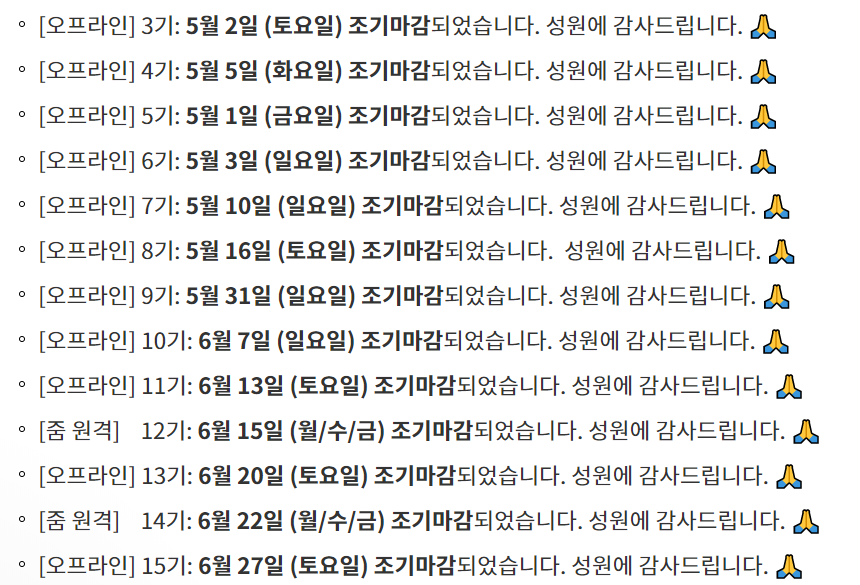 [오프라인] 3기: 5월 2일 (토요일) 조기마감되었습니다. 성원에 감사드립니다. 🙏
[오프라인] 4기: 5월 5일 (화요일) 조기마감되었습니다. 성원에 감사드립니다. 🙏
[오프라인] 5기: 5월 1일 (금요일) 조기마감되었습니다. 성원에 감사드립니다. 🙏
[오프라인] 6기: 5월 3일 (일요일) 조기마감되었습니다. 성원에 감사드립니다. 🙏
[오프라인] 7기: 5월 10일 (일요일) 조기마감되었습니다. 성원에 감사드립니다. 🙏
[오프라인] 8기: 5월 16일 (토요일) 조기마감되었습니다. 성원에 감사드립니다. 🙏
[오프라인] 9기: 5월 31일 (일요일) 조기마감되었습니다. 성원에 감사드립니다. 🙏
[오프라인] 10기: 6월 7일 (일요일) 조기마감되었습니다. 성원에 감사드립니다. 🙏
[오프라인] 11기: 6월 13일 (토요일) 조기마감되었습니다. 성원에 감사드립니다. 🙏
[줌 원격] 12기: 6월 15일 (월/수/금) 조기마감되었습니다. 성원에 감사드립니다. 🙏
[오프라인] 13기: 6월 20일 (토요일) 조기마감되었습니다. 성원에 감사드립니다. 🙏
[줌 원격] 14기: 6월 22일 (월/수/금) 조기마감되었습니다. 성원에 감사드립니다. 🙏
[오프라인] 15기: 6월 27일 (토요일) 조기마감되었습니다. 성원에 감사드립니다. 🙏